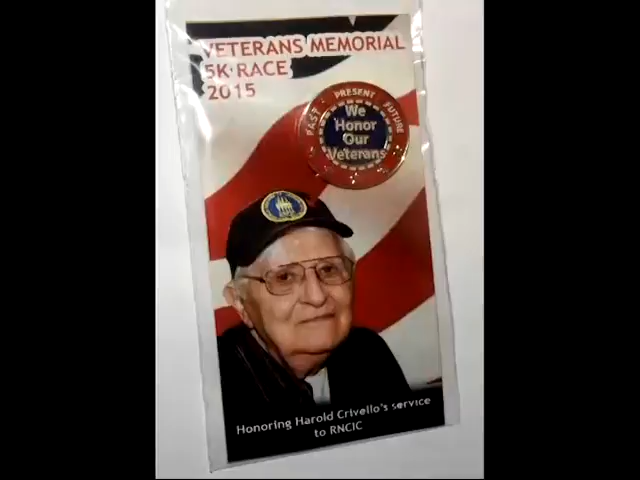 VETERANS MEMORIAL
5K RACE
2015
PAST PRESENT FUTURE
We
Honor
Our
Veterans
Honoring Harold Crivello's service
to RNCIC